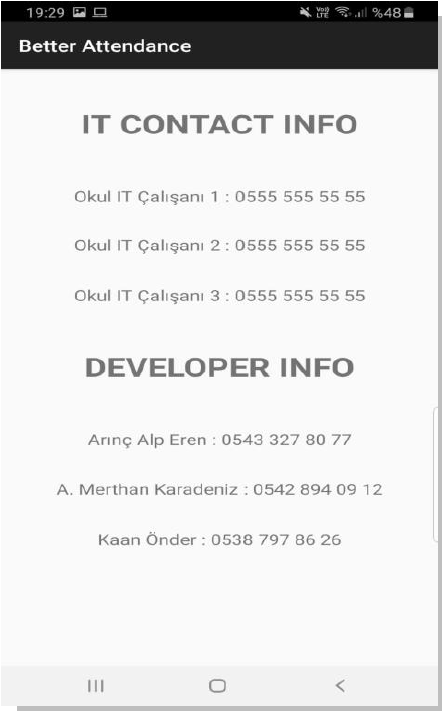 19:29 %48
Better Attendance
IT CONTACT INFO
Okul IT Çalışanı 1 : 0555 555 55 55
Okul IT Çalışanı 2 : 0555 555 55 55
Okul IT Çalışanı 3 : 0555 555 55 55
DEVELOPER INFO
Arınç Alp Eren : 0543 327 80 77
A. Merthan Karadeniz : 0542 894 09 12
Kaan Önder : 0538 797 86 26